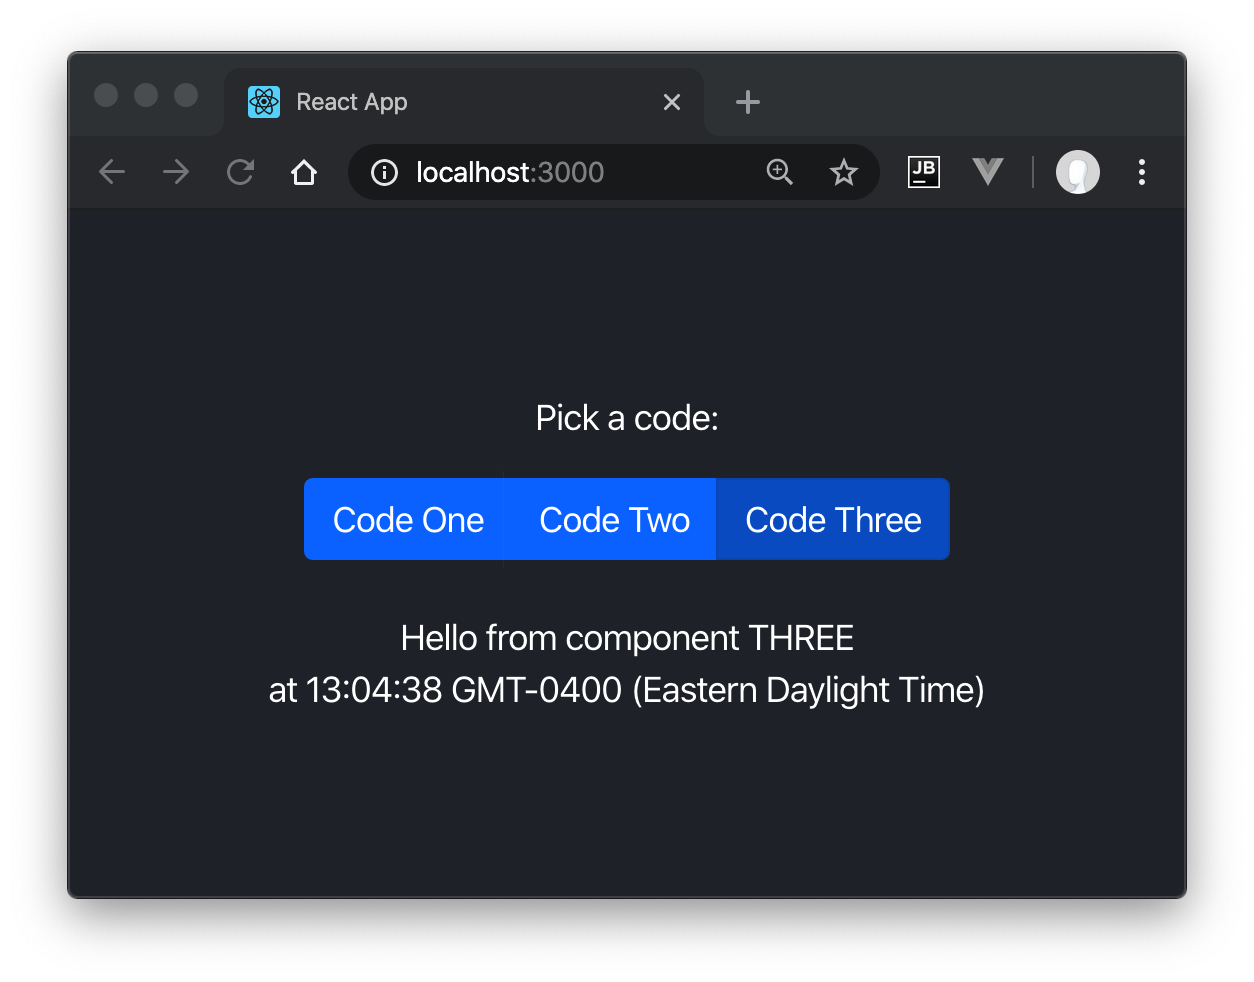 React App
localhost:3000
JB
Pick a code:
Code One
Code Two
Code Three
Hello from component THREE
at 13:04:38 GMT-0400 (Eastern Daylight Time)